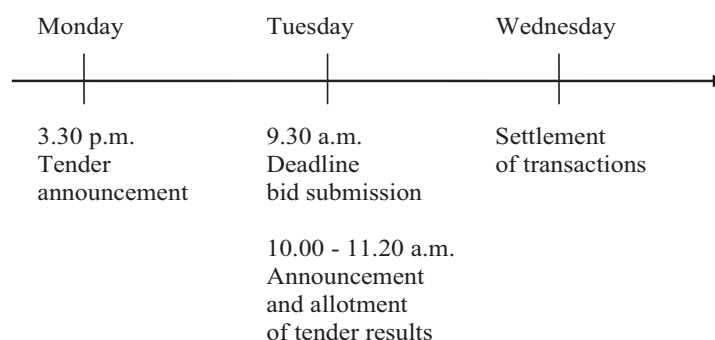 Monday
Tuesday
Wednesday
3.30 p.m.
Tender
announcement
9.30 a.m.
Deadline
bid submission
10.00 - 11.20 a.m.
Announcement
and allotment
of tender results
Settlement
of transactions